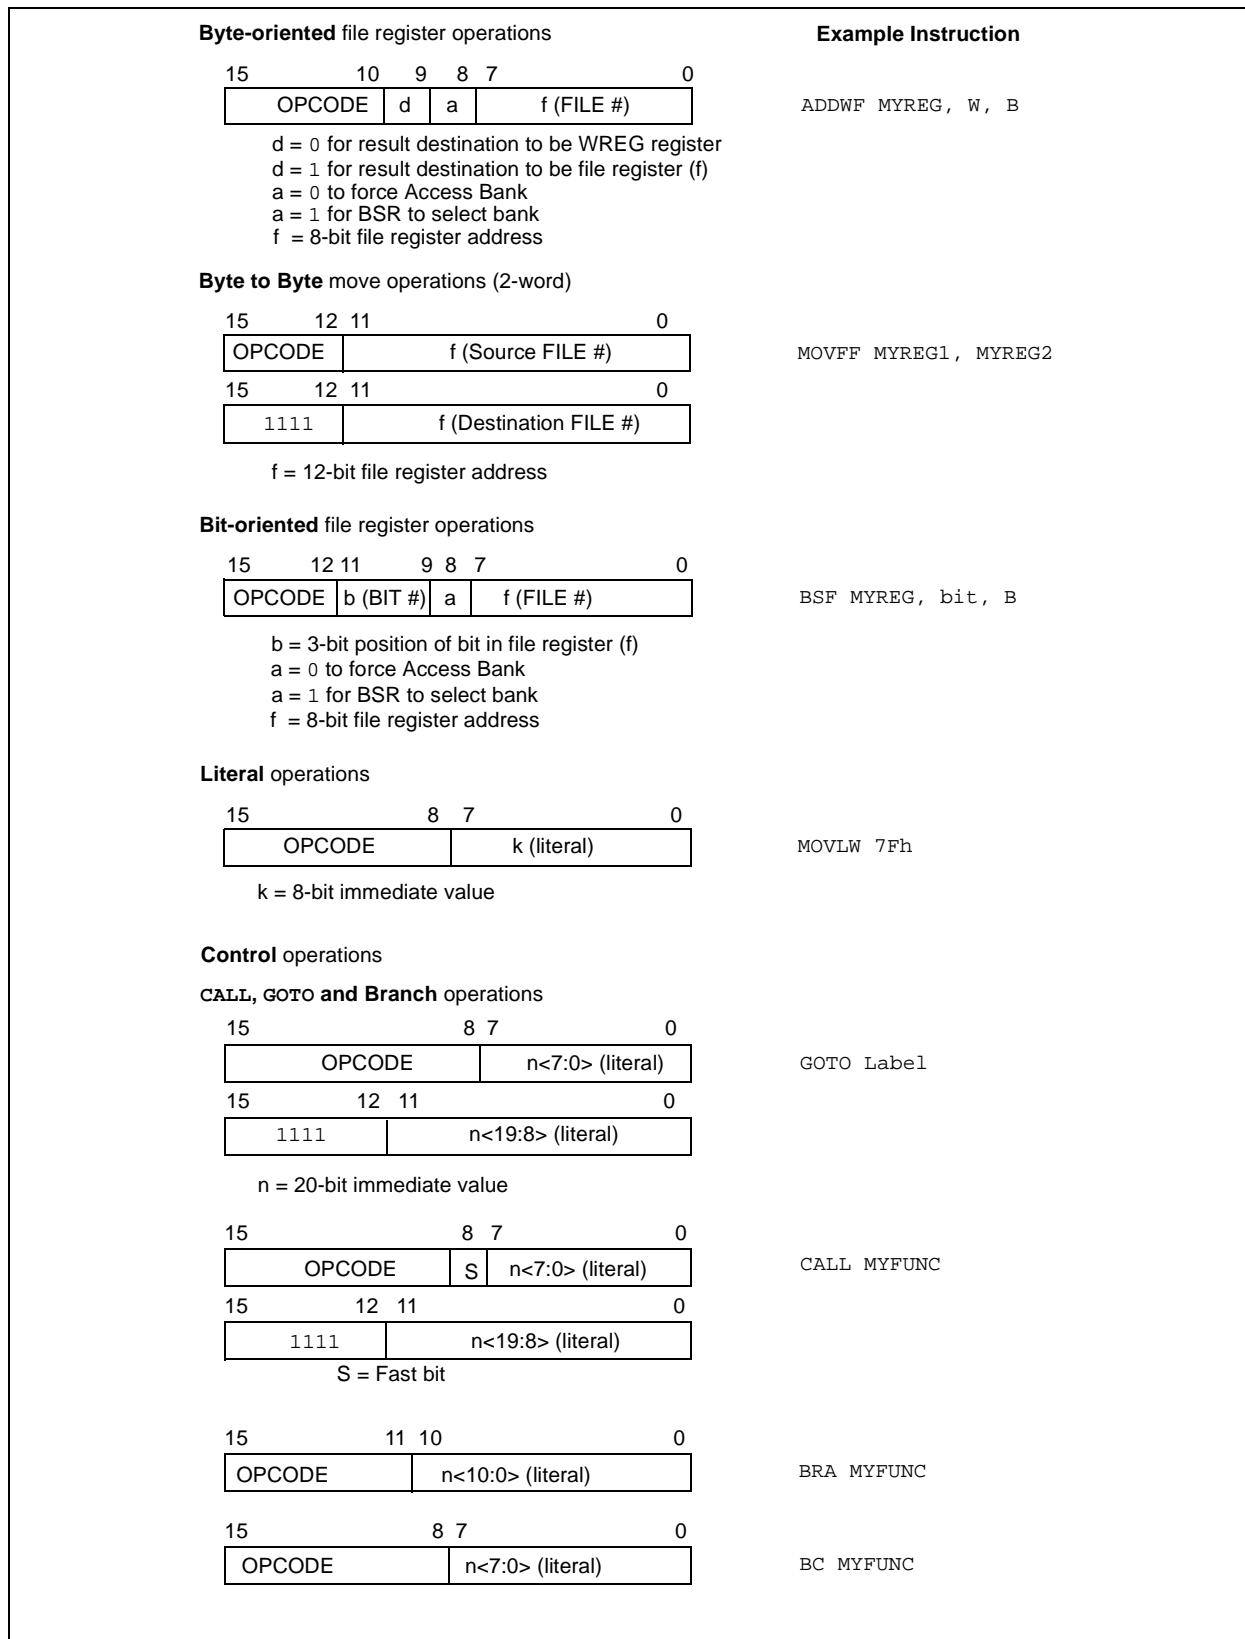 Byte-oriented file register operations Example Instruction
15 10 9 8 7 0
OPCODE d a f (FILE #) ADDWF MYREG, W, B
d = 0 for result destination to be WREG register
d = 1 for result destination to be file register (f)
a = 0 to force Access Bank
a = 1 for BSR to select bank
f = 8-bit file register address
Byte to Byte move operations (2-word)
15 12 11 0
OPCODE f (Source FILE #) MOVFF MYREG1, MYREG2
15 12 11 0
1111 f (Destination FILE #)
f = 12-bit file register address
Bit-oriented file register operations
15 12 11 9 8 7 0
OPCODE b (BIT #) a f (FILE #) BSF MYREG, bit, B
b = 3-bit position of bit in file register (f)
a = 0 to force Access Bank
a = 1 for BSR to select bank
f = 8-bit file register address
Literal operations
15 8 7 0
OPCODE k (literal) MOVLW 7Fh
k = 8-bit immediate value
Control operations
CALL, GOTO and Branch operations
15 8 7 0
OPCODE n<7:0> (literal) GOTO Label
15 12 11 0
1111 n<19:8> (literal)
n = 20-bit immediate value
15 8 7 0
OPCODE S n<7:0> (literal) CALL MYFUNC
15 12 11 0
1111 n<19:8> (literal)
S = Fast bit
15 11 10 0
OPCODE n<10:0> (literal) BRA MYFUNC
15 8 7 0
OPCODE n<7:0> (literal) BC MYFUNC